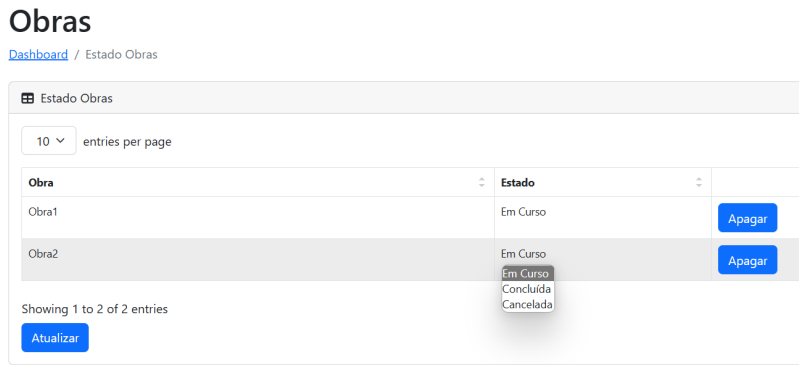 Obras
Dashboard / Estado Obras
Estado Obras
10 entries per page
Obra Estado
Obra1 Em Curso Apagar
Obra2 Em Curso Apagar
Em Curso
Concluída
Cancelada
Showing 1 to 2 of 2 entries
Atualizar